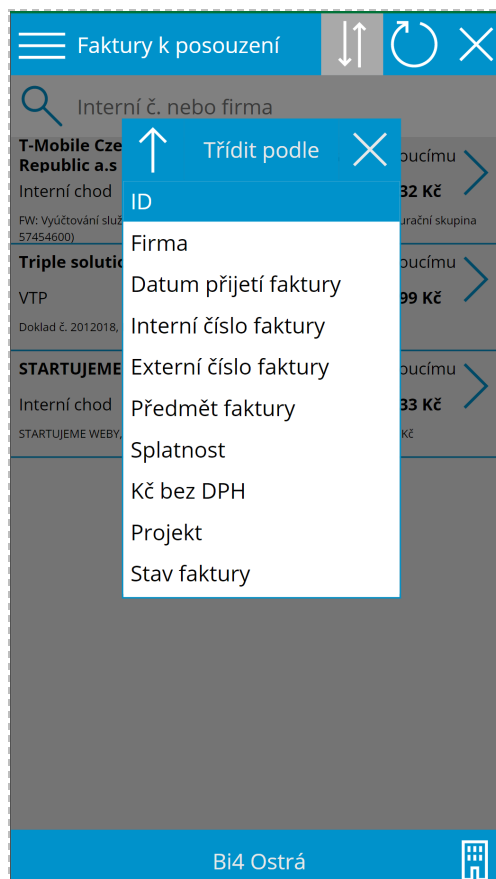 Faktury k posouzení
Interní č. nebo firma
Třídit podle
ID
Firma
Datum přijetí faktury
Interní číslo faktury
Externí číslo faktury
Předmět faktury
Splatnost
Kč bez DPH
Projekt
Stav faktury
T-Mobile Cze
Republic a.s
oucímu
Interní chod
32 Kč
FW: Vyúčtování služ
urační skupina
57454600)
Triple solutio
oucímu
VTP
99 Kč
Doklad č. 2012018,
STARTUJEME
oucímu
Interní chod
33 Kč
STARTUJEME WEBY,
Kč
Bi4 Ostrá